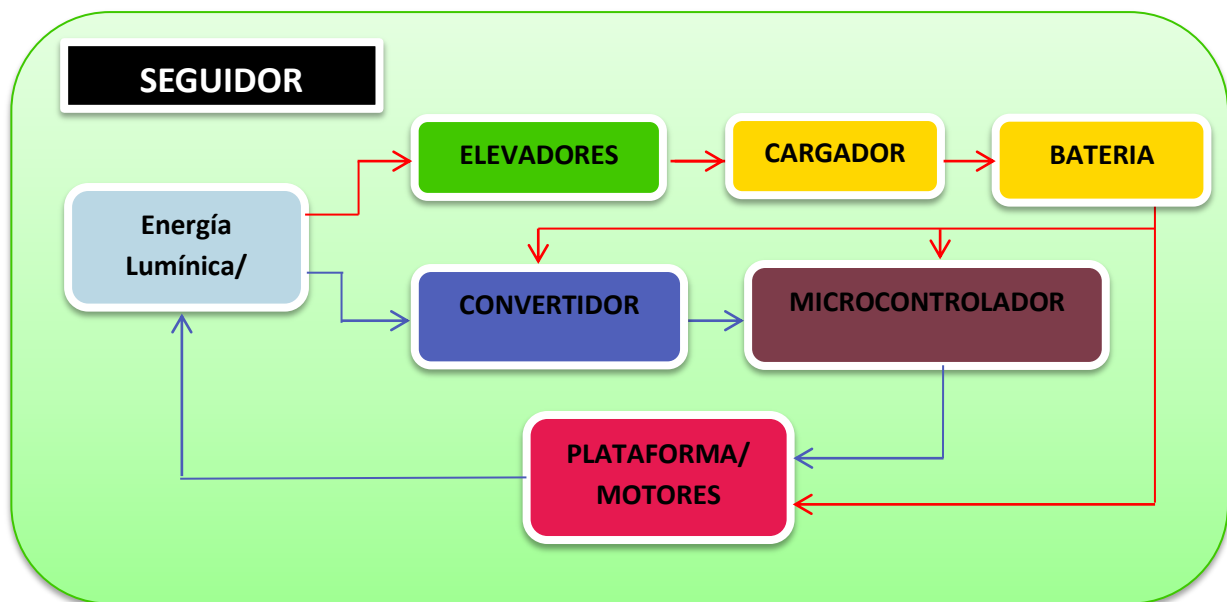 SEGUIDOR
ELEVADORES
CARGADOR
BATERIA
Energía
Lumínica/
CONVERTIDOR
MICROCONTROLADOR
PLATAFORMA/
MOTORES